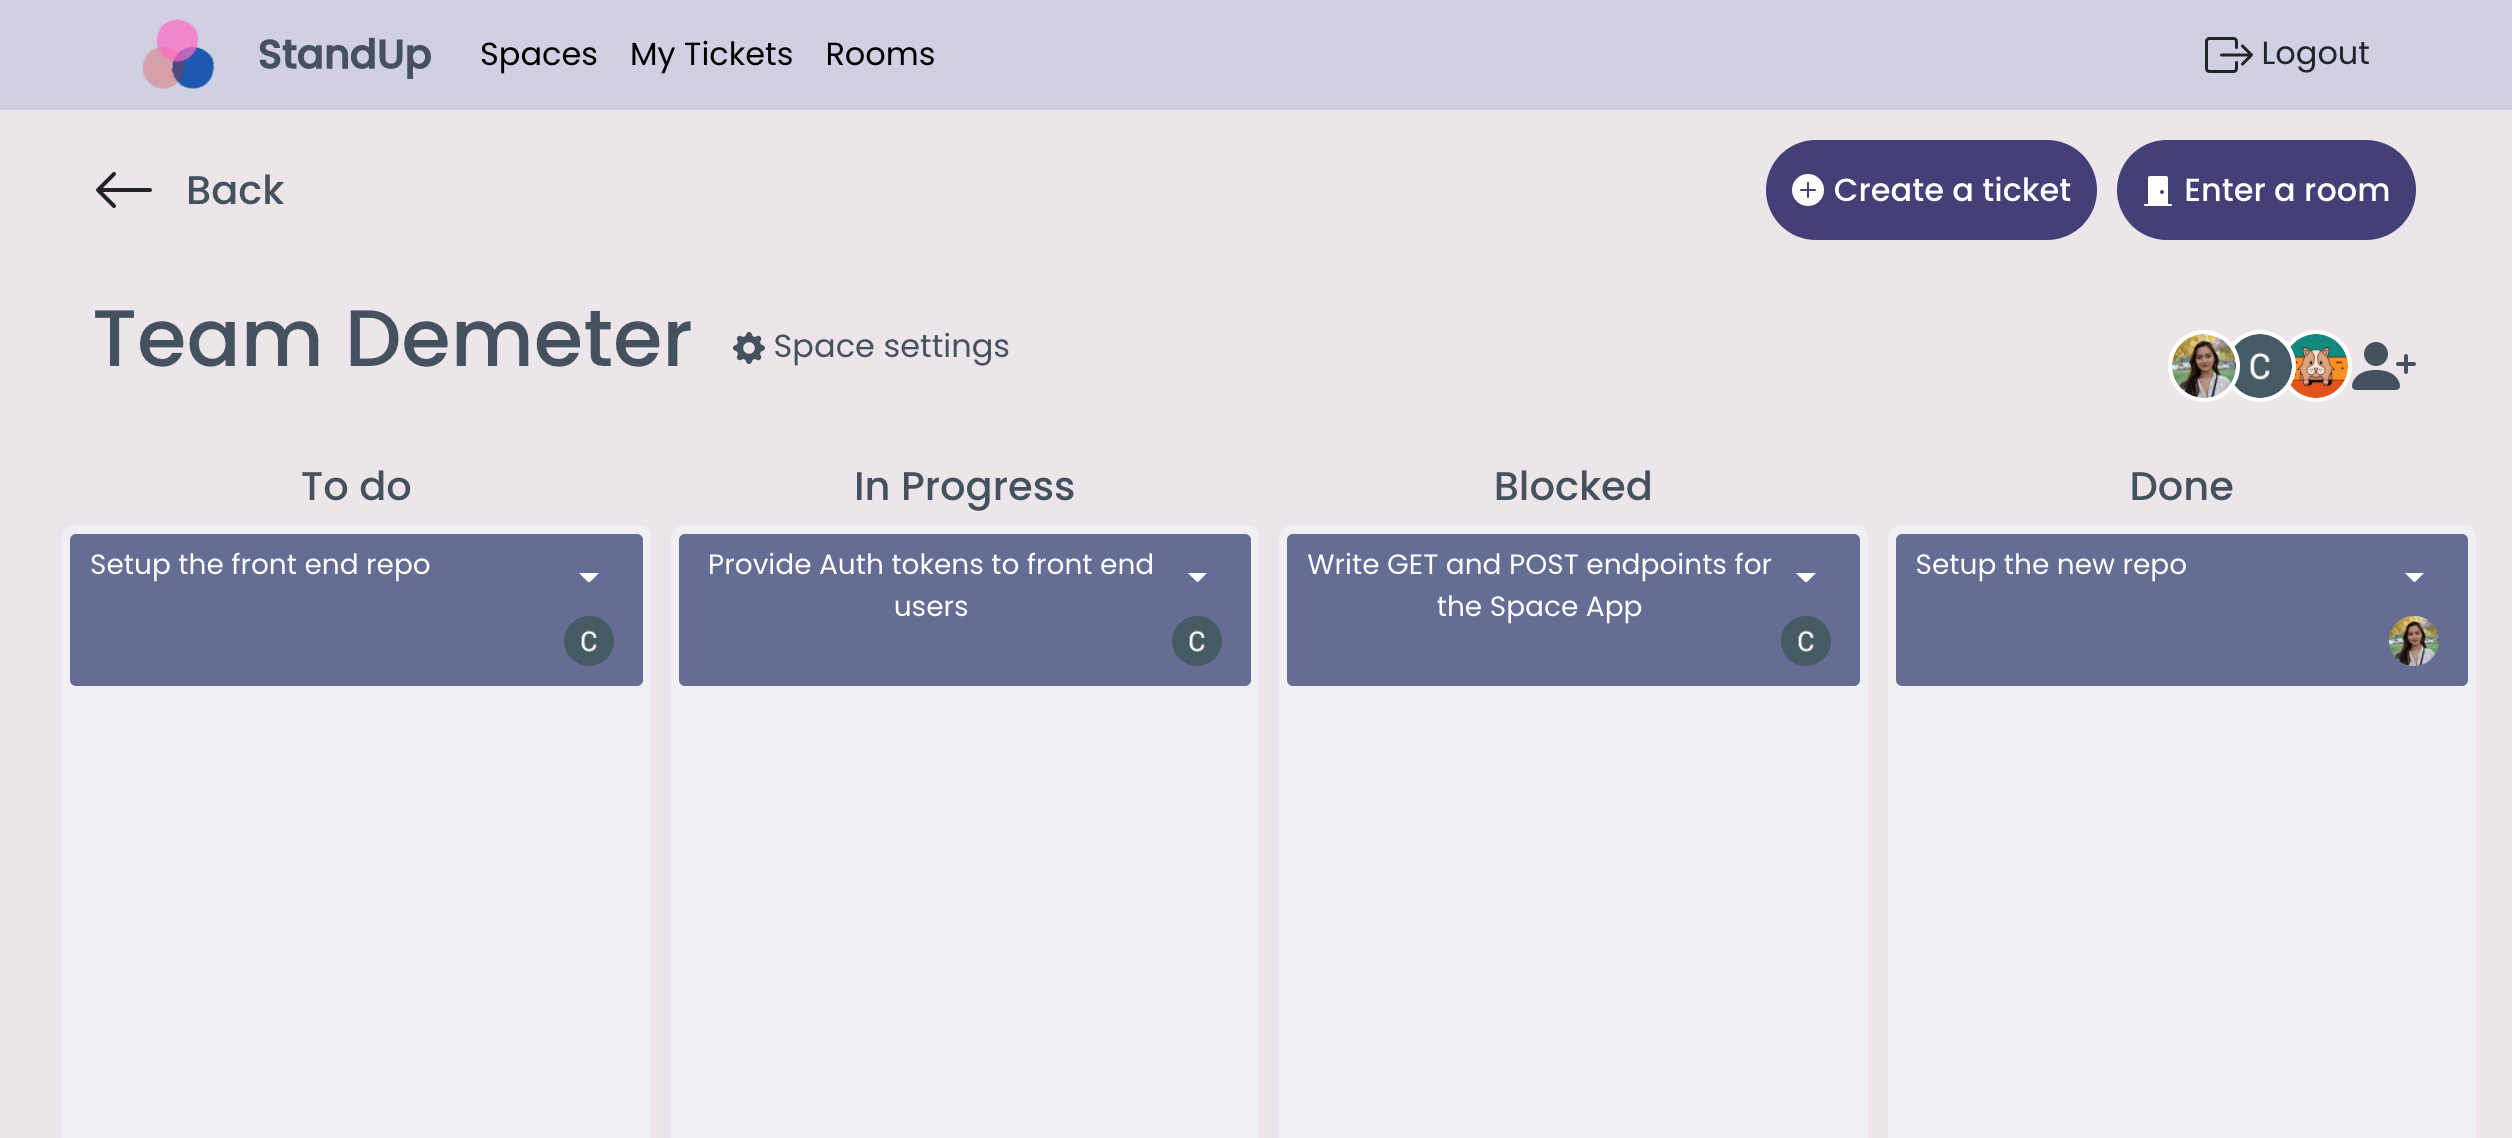 StandUp
Spaces
My Tickets
Rooms
Logout
Back
Create a ticket
Enter a room
Team Demeter
Space settings
C
To do
In Progress
Blocked
Done
Setup the front end repo
C
Provide Auth tokens to front end
users
C
Write GET and POST endpoints for
the Space App
C
Setup the new repo